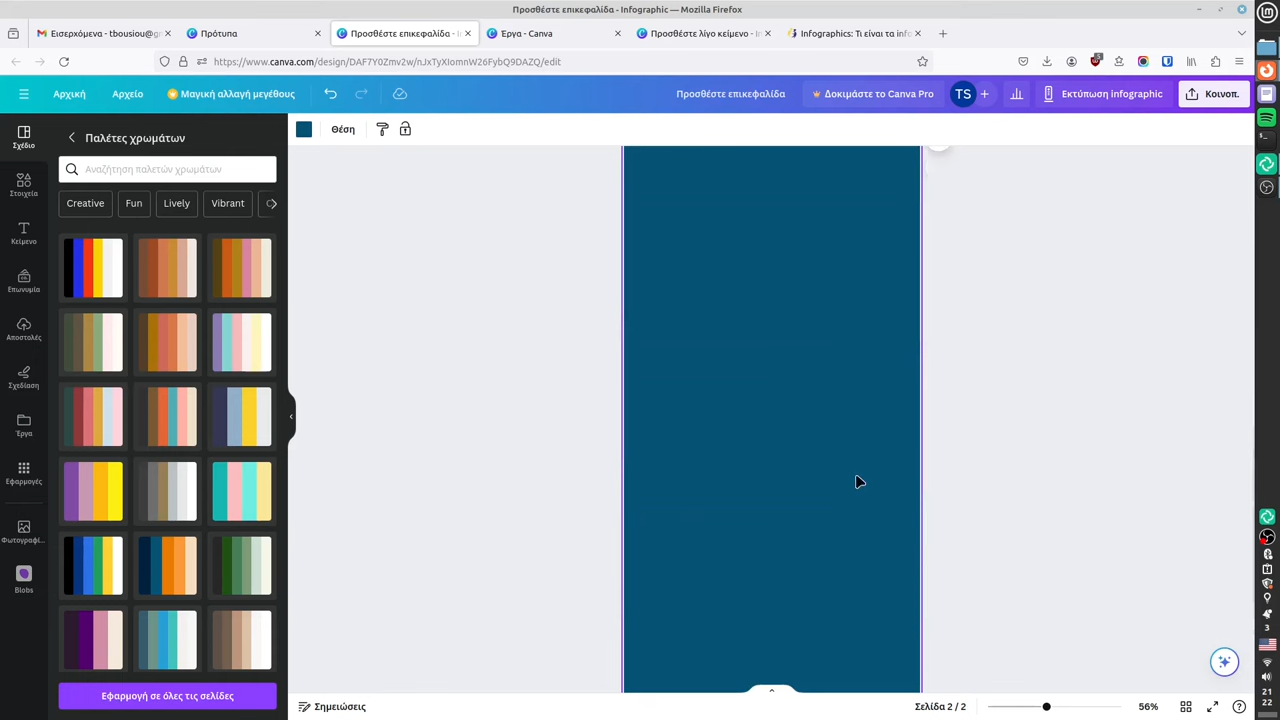 Προσθέστε επικεφαλίδα - Infographic — Mozilla Firefox
Εισερχόμενα - tbousiou@g
Πρότυπα
Προσθέστε επικεφαλίδα - I
Έργα - Canva
Προσθέστε λίγο κείμενο - In
Infographics: Τι είναι τα info
https://www.canva.com/design/DAF7Y0Zmv2w/nJxTyXIomnW26FybQ9DAZQ/edit
Αρχική
Αρχείο
Μαγική αλλαγή μεγέθους
Προσθέστε επικεφαλίδα
Δοκιμάστε το Canva Pro
TS
Εκτύπωση infographic
Κοινοπ.
Σχέδιο
Στοιχεία
Κείμενο
Επωνυμία
Αποστολές
Σχεδίαση
Έργα
Εφαρμογές
Φωτογραφί...
Blobs
Παλέτες χρωμάτων
Αναζήτηση παλετών χρωμάτων
Creative
Fun
Lively
Vibrant
Εφαρμογή σε όλες τις σελίδες
Θέση
Σημειώσεις
Σελίδα 2 / 2
56%
3
21
22